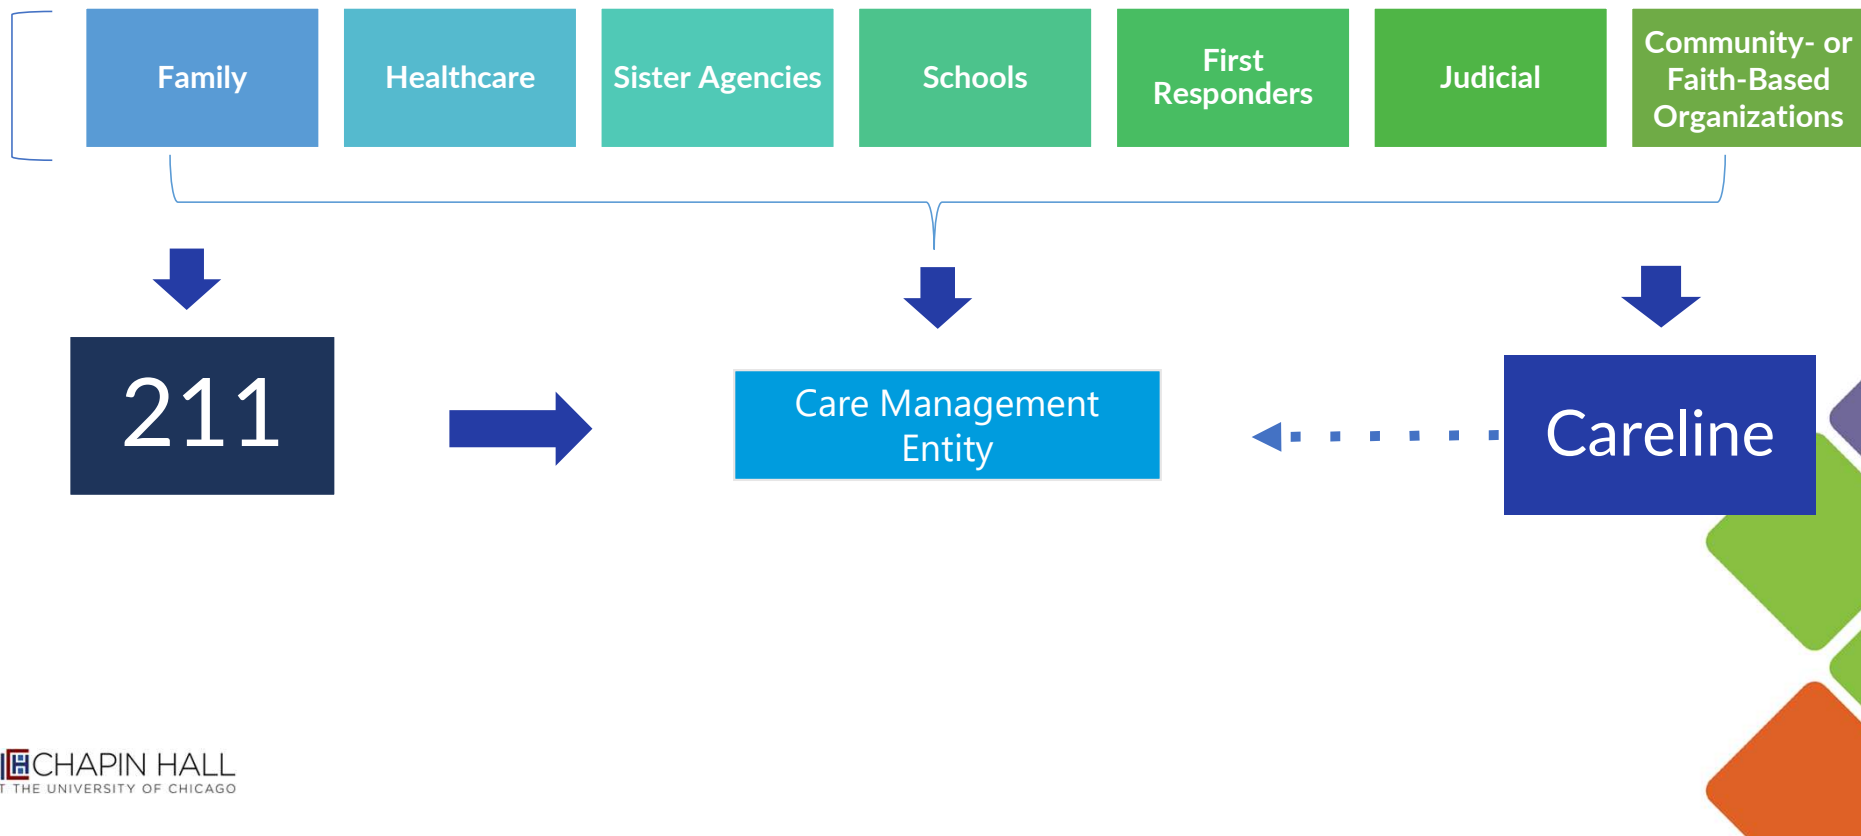 Family
Healthcare
Sister Agencies
Schools
First
Responders
Judicial
Community- or
Faith-Based
Organizations
211
Care Management
Entity
Careline
CHAPIN HALL
T THE UNIVERSITY OF CHICAGO